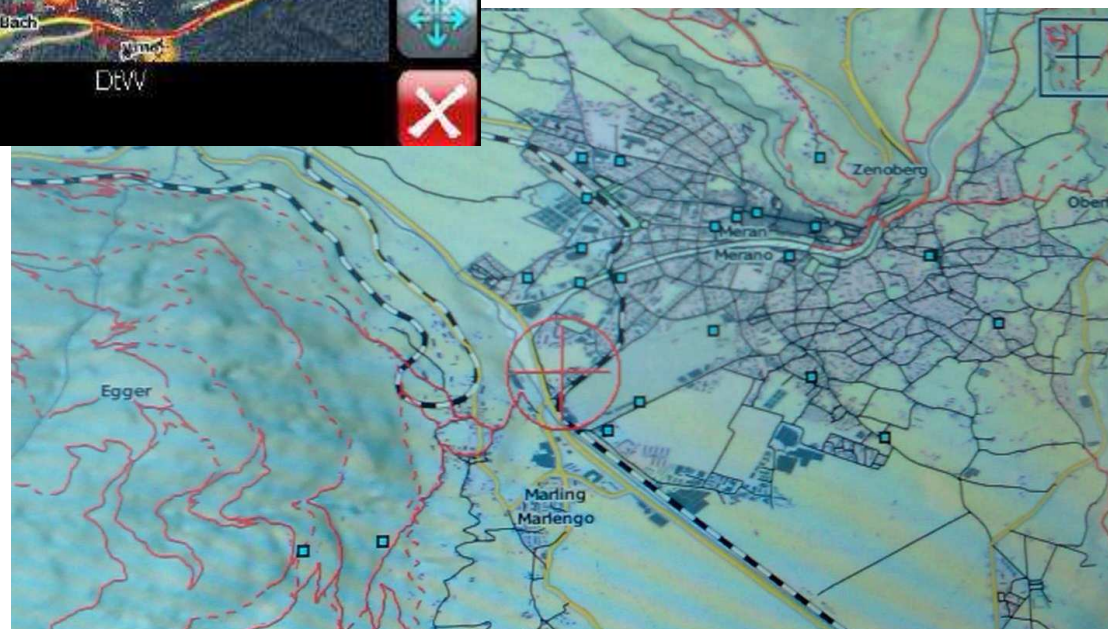 Bach
DtW
Zenoberg
Ober
Meran
Merano
Egger
Marling
Marlengo